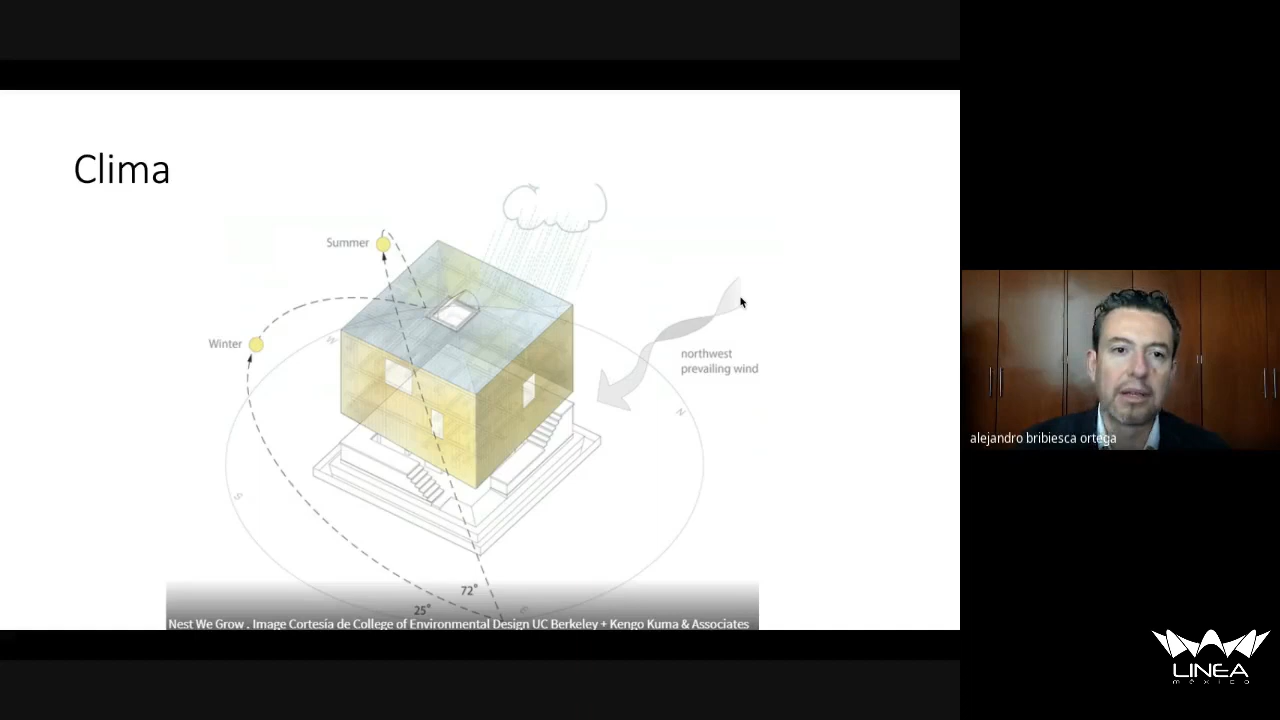 Clima
Summer
Winter
W
northwest
prevailing wind
N
S
72°
25°
e
Nest We Grow . Image Cortesía de College of Environmental Design UC Berkeley + Kengo Kuma & Associates
alejandro bribiesca ortega
LINEA
méxico